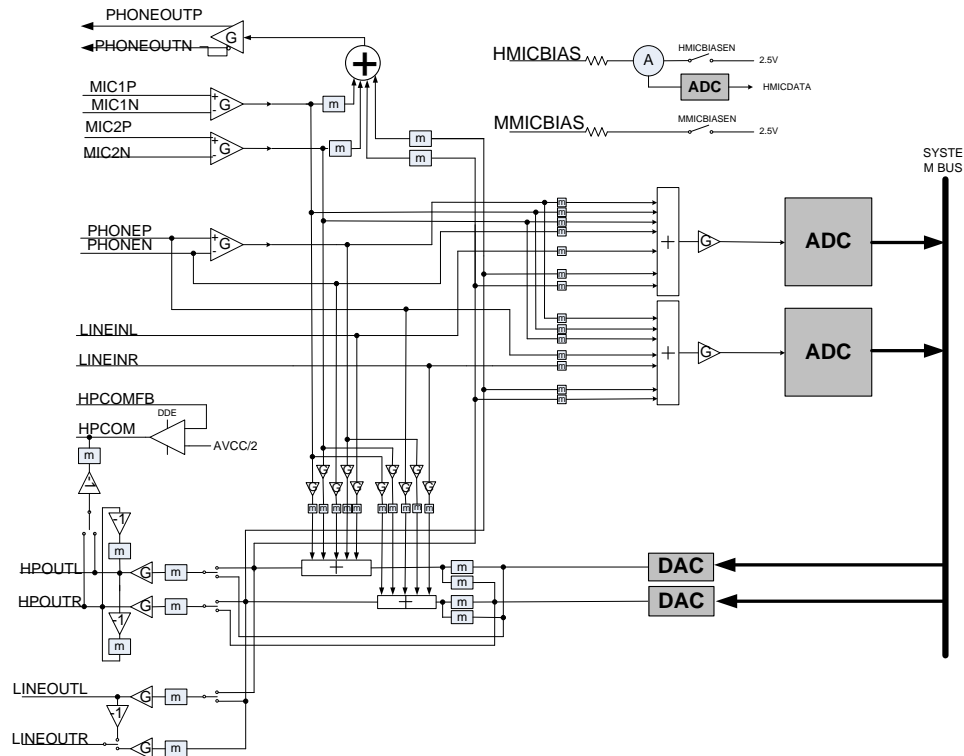 PHONEOUTP
G
PHONEOUTN
+
HMICBIAS
A
HMICBIASEN
2.5V
ADC
HMICDATA
MIC1P
MIC1N
+
-
G
m
MMICBIAS
MMICBIASEN
2.5V
MIC2P
MIC2N
+
-
G
m
m
m
SYSTE
M BUS
PHONEP
PHONEN
+
-
G
m
m
m
m
m
m
m
+
G
ADC
LINEINL
LINEINR
m
m
m
m
m
m
m
+
G
ADC
HPCOMFB
DDE
HPCOM
AVCC/2
m
-1
G
G
G
G
G
G
G
G
G
G
m
m
m
m
m
m
m
m
m
m
-1
m
HPOUTL
G
m
+
m
m
DAC
HPOUTR
G
m
+
m
m
DAC
-1
m
LINEOUTL
G
m
-1
LINEOUTR
G
m